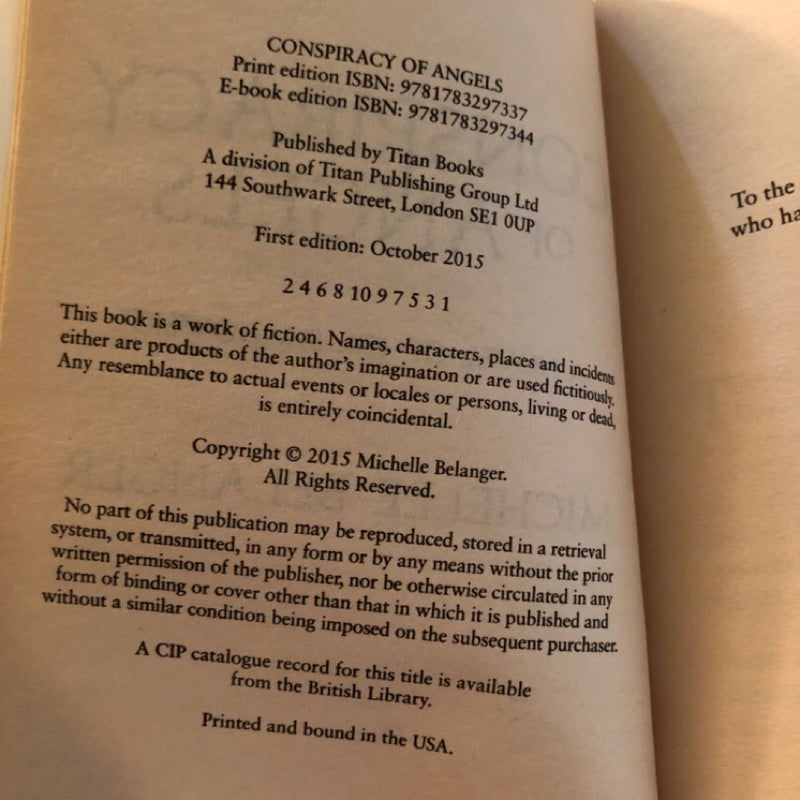 CONSPIRACY OF ANGELS
Print edition ISBN: 9781783297337
E-book edition ISBN: 9781783297344
Published by Titan Books
A division of Titan Publishing Group Ltd
144 Southwark Street, London SE1 0UP
First edition: October 2015
2 4 6 8 10 9 7 5 3 1
This book is a work of fiction. Names, characters, places and incidents
either are products of the author's imagination or are used fictitiously.
Any resemblance to actual events or locales or persons, living or dead,
is entirely coincidental.
Copyright © 2015 Michelle Belanger.
All Rights Reserved.
No part of this publication may be reproduced, stored in a retrieval
system, or transmitted, in any form or by any means without the prior
written permission of the publisher, nor be otherwise circulated in any
form of binding or cover other than that in which it is published and
without a similar condition being imposed on the subsequent purchaser.
A CIP catalogue record for this title is available
from the British Library.
Printed and bound in the USA.
To the
who ha